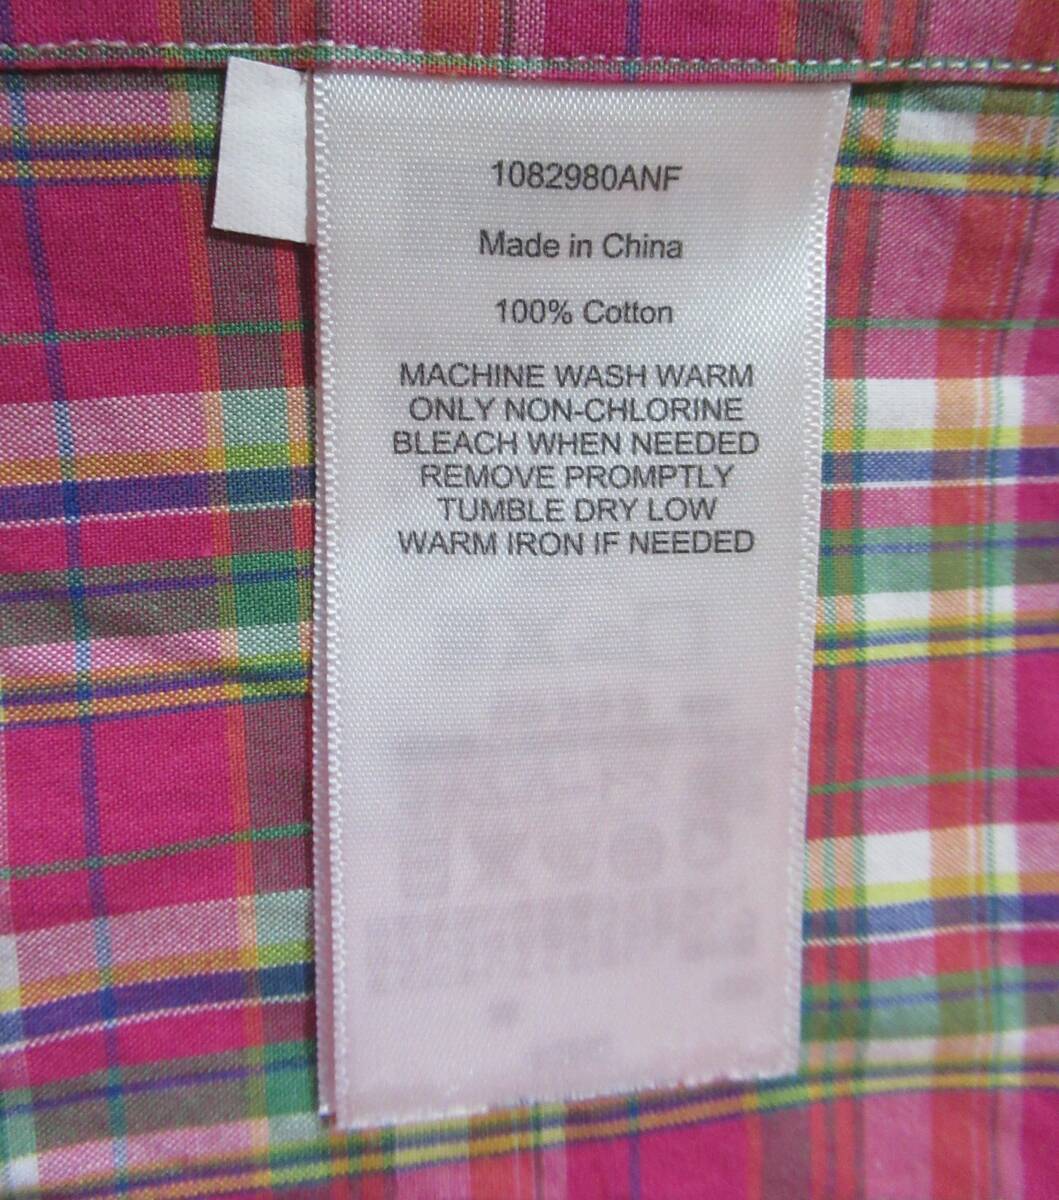 1082980ANF
Made in China
100% Cotton
MACHINE WASH WARM
ONLY NON-CHLORINE
BLEACH WHEN NEEDED
REMOVE PROMPTLY
TUMBLE DRY LOW
WARM IRON IF NEEDED